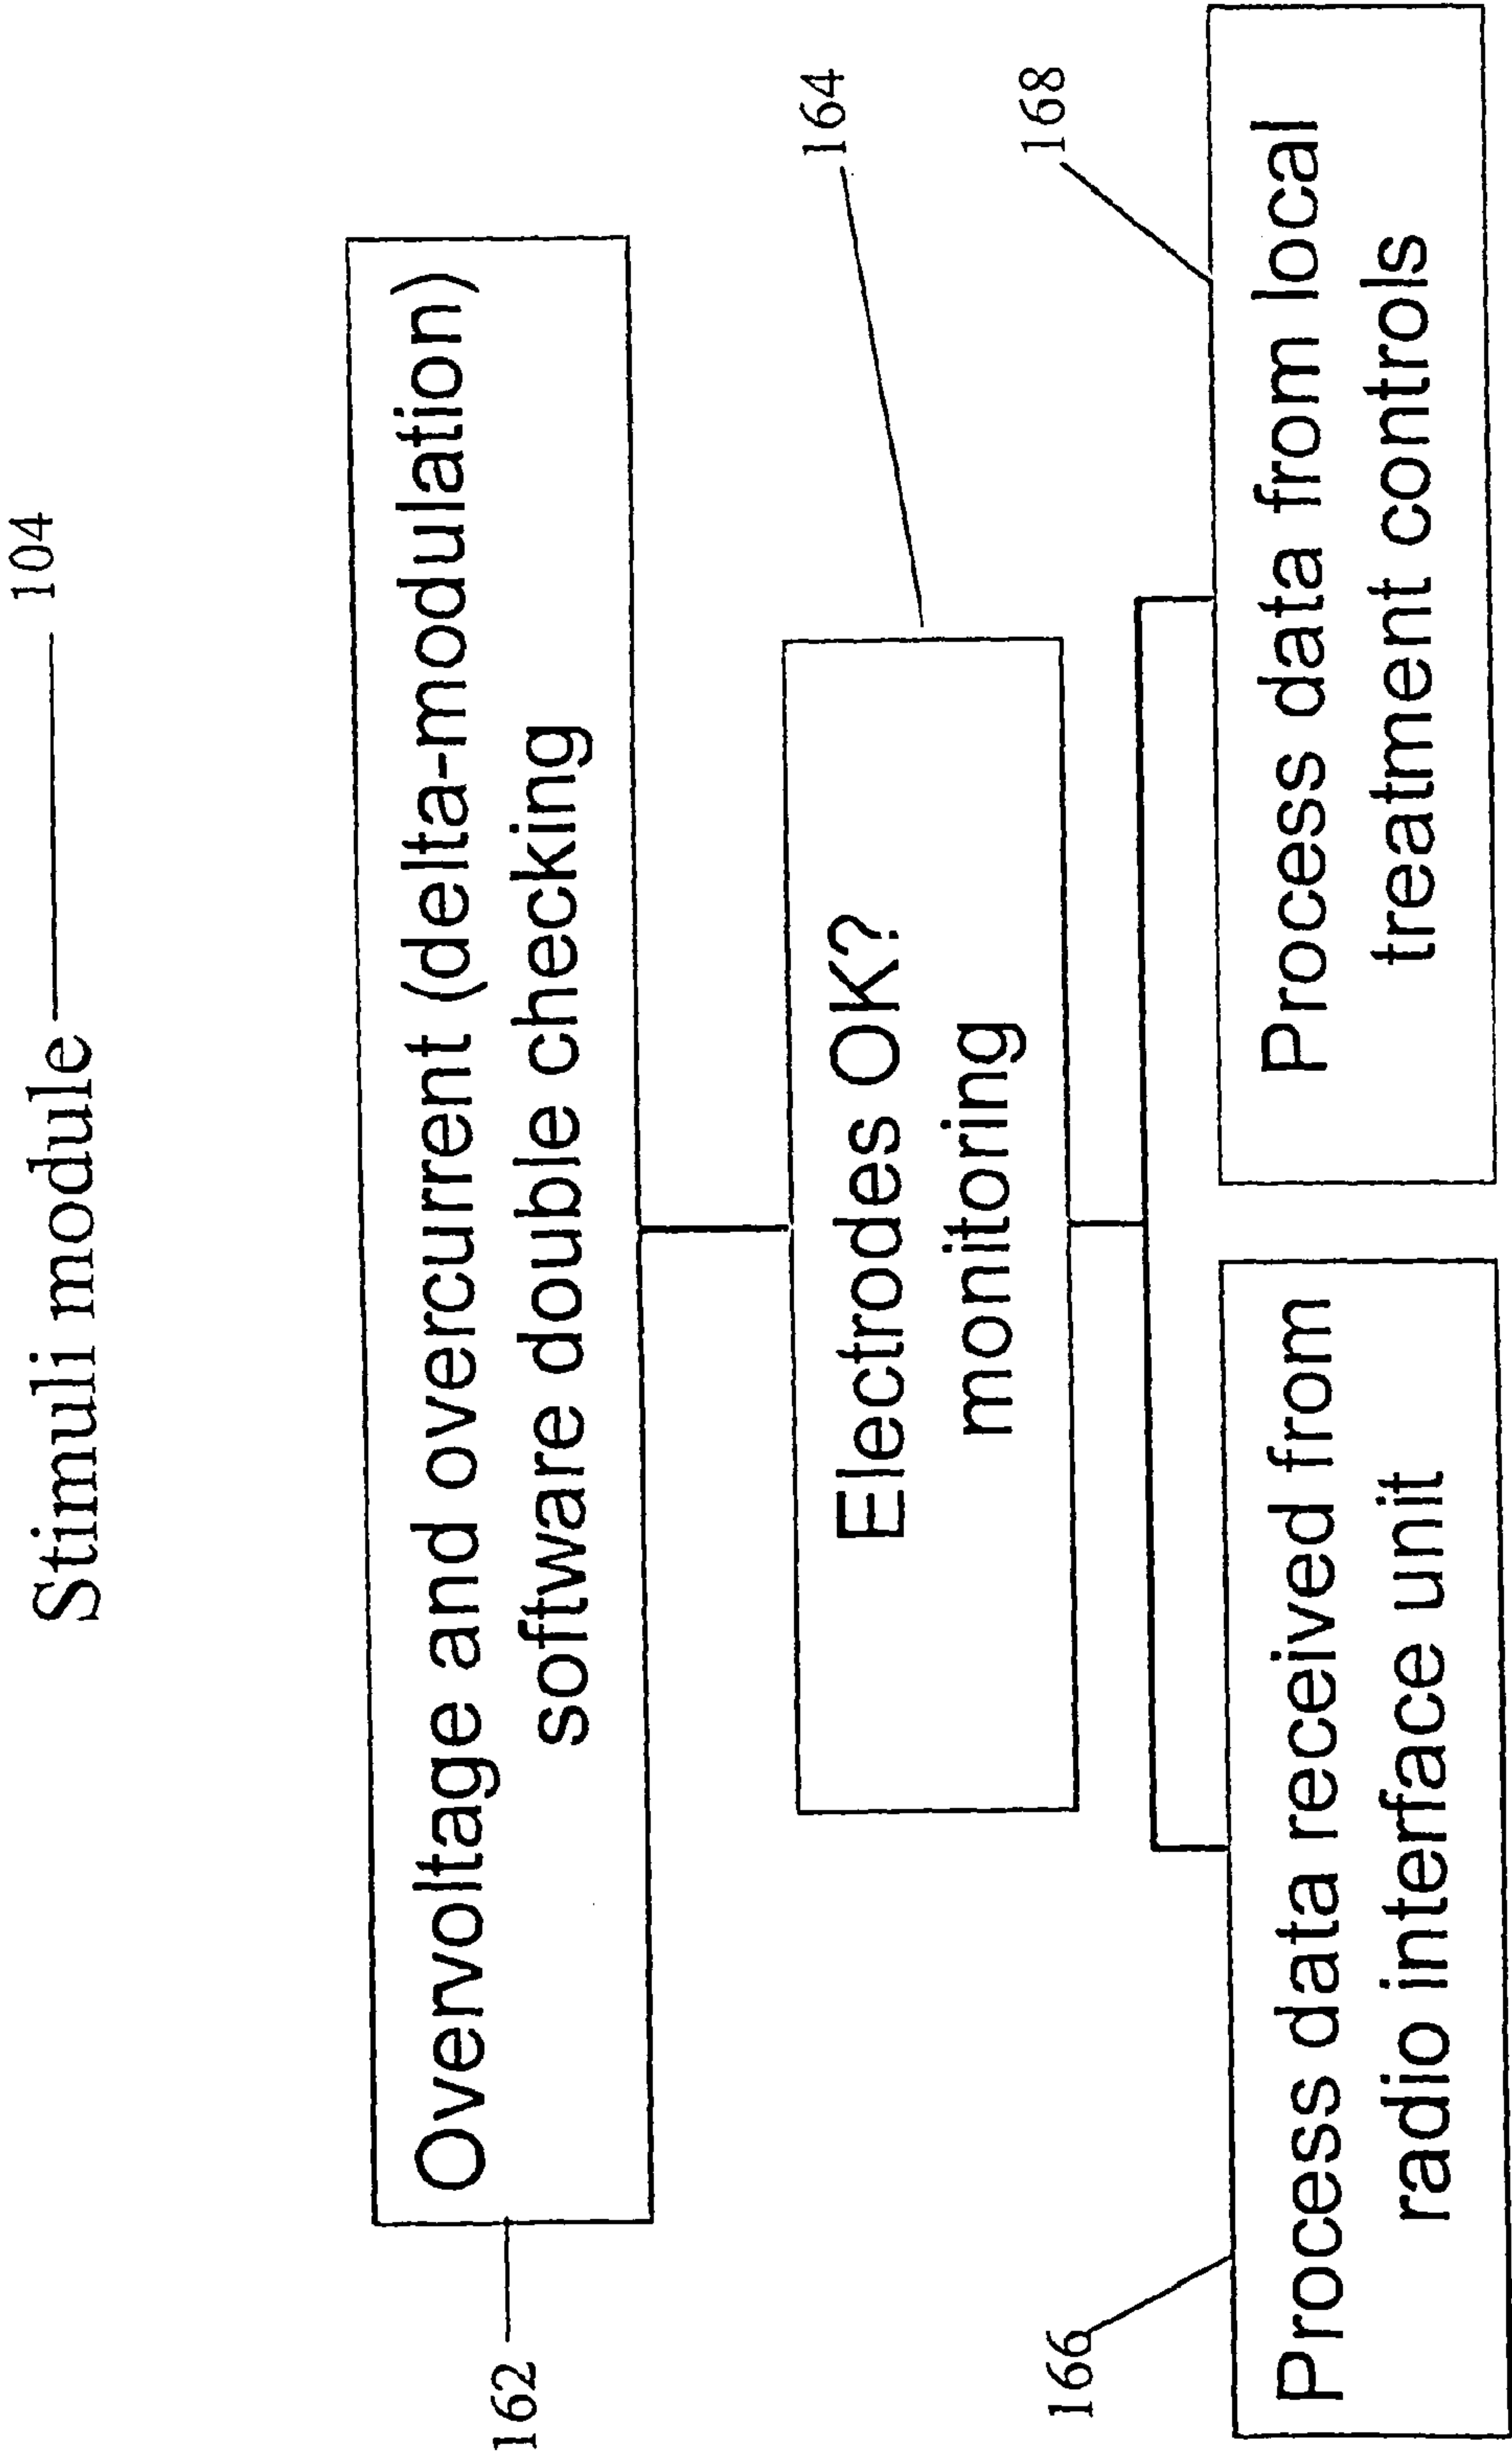 Stimuli module 104
162
Overvoltage and overcurrent (delta-modulation)
software double checking
164
Electrodes OK?
monitoring
166
Process data received from
radio interface unit
168
Process data from local
treatment controls